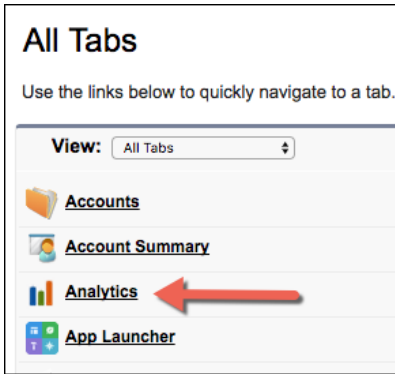 All Tabs
Use the links below to quickly navigate to a tab.
View: All Tabs
Accounts
Account Summary
Analytics
App Launcher